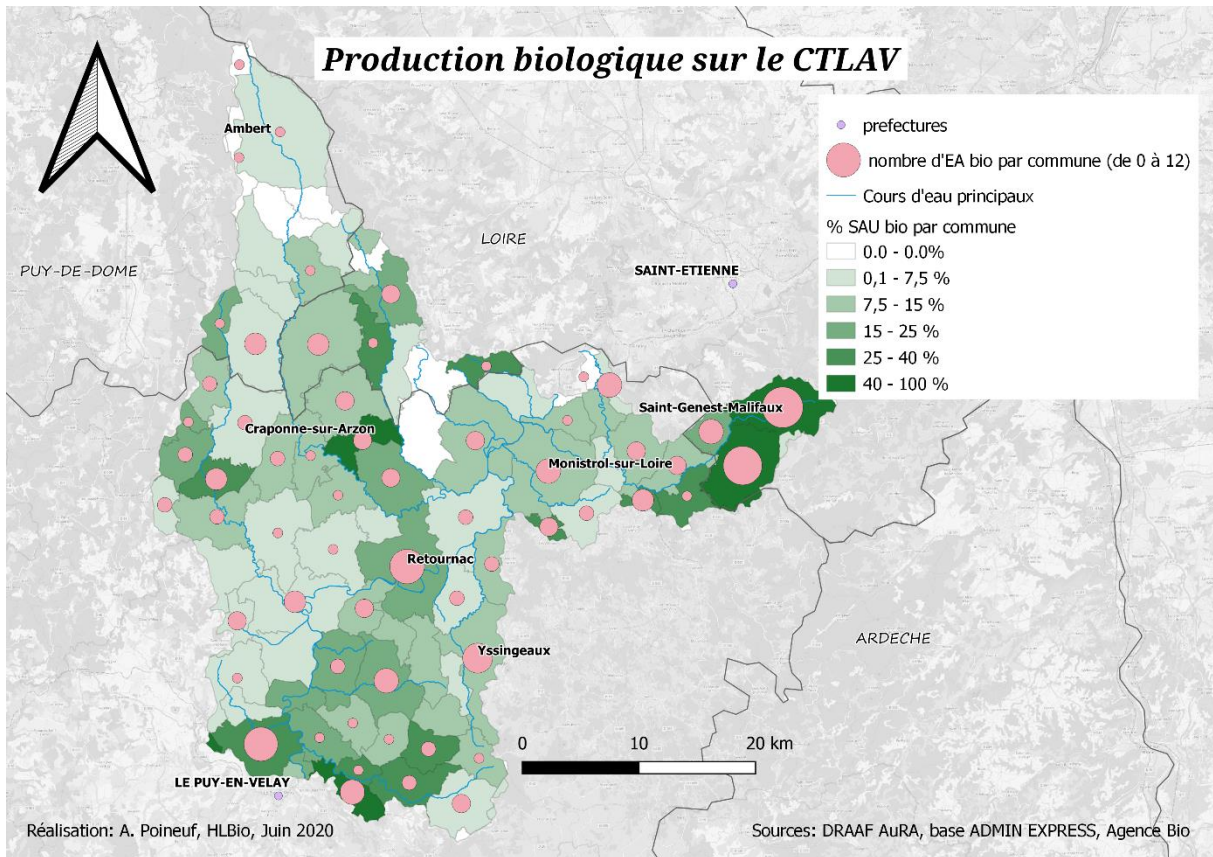 Production biologique sur le CTLAV
prefectures
nombre d'EA bio par commune (de 0 à 12)
Cours d'eau principaux
% SAU bio par commune
0.0 - 0.0%
0,1 - 7,5 %
7,5 - 15 %
15 - 25 %
25 - 40 %
40 - 100 %
Ambert
LOIRE
PUY-DE-DOME
SAINT-ETIENNE
Saint-Genest-Malifaux
Craponne-sur-Arzon
Monistrol-sur-Loire
Retournac
ARDECHE
Yssingeaux
0 10 20 km
LE PUY-EN-VELAY
Réalisation: A. Poineuf, HLBio, Juin 2020
Sources: DRAAF AuRA, base ADMIN EXPRESS, Agence Bio